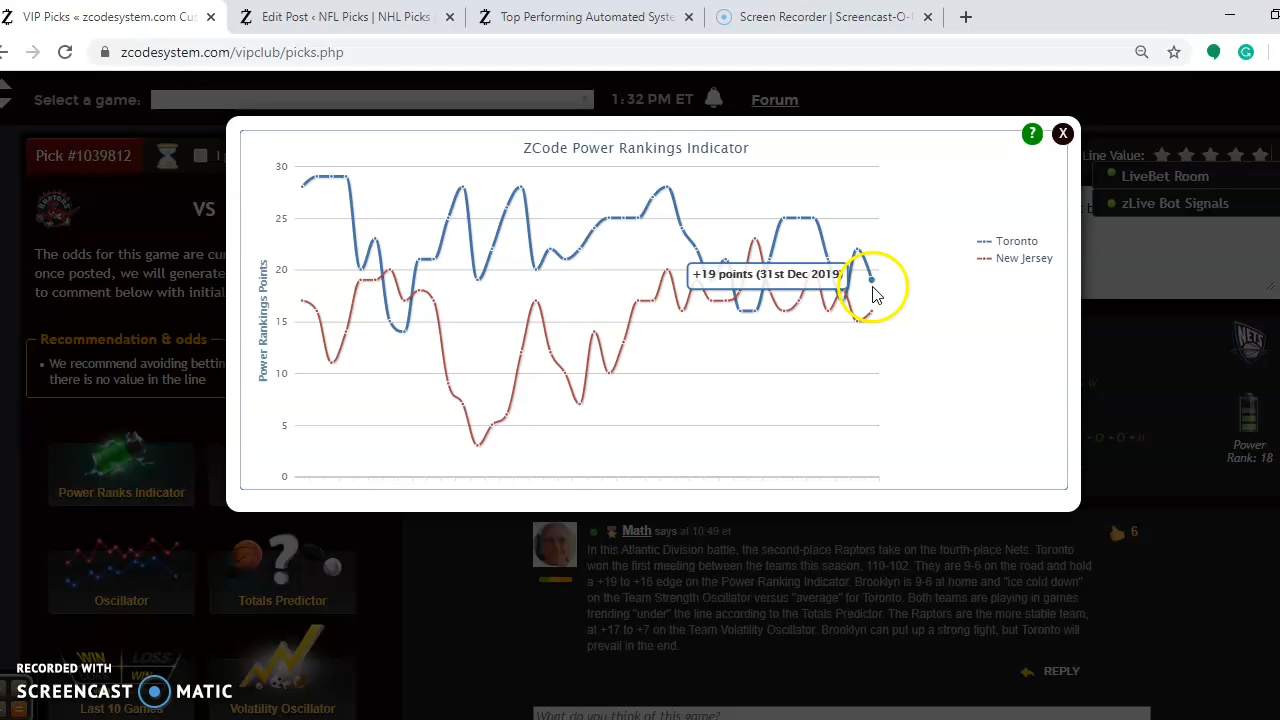 VIP Picks « zcodesystem.com Cus
Edit Post ‹ NFL Picks | NHL Picks
Top Performing Automated Syste
Screen Recorder | Screencast-O-M
zcodesystem.com/vipclub/picks.php
Select a game:
1:32 PM ET
Forum
Pick #1039812
Line Value:
LiveBet Room
zLive Bot Signals
VS
The odds for this game are cur
once posted, we will generate
to comment below with initial
Recommendation & odds
We recommend avoiding bettin
there is no value in the line
ZCode Power Rankings Indicator
? X
Power Rankings Points
30
25
20
15
10
5
0
+19 points (31st Dec 2019)
Toronto
New Jersey
NETS
Power
Rank: 18
Power Ranks Indicator
Oscillator
Totals Predictor
WIN LOSS
WIN
Last 10 Games
Volatility Oscillator
Math says at 10:49 et
6
In this Atlantic Division battle, the second-place Raptors take on the fourth-place Nets. Toronto
won the first meeting between the teams this season, 110-102. They are 9-6 on the road and hold
a +19 to +16 edge on the Power Ranking Indicator. Brooklyn is 9-6 at home and "ice cold down"
on the Team Strength Oscillator versus "average" for Toronto. Both teams are playing in games
trending "under" the line according to the Totals Predictor. The Raptors are the more stable team,
at +17 to +7 on the Team Volatility Oscillator. Brooklyn can put up a strong fight, but Toronto will
prevail in the end.
REPLY
What do you think of this game?
RECORDED WITH
SCREENCAST MATIC